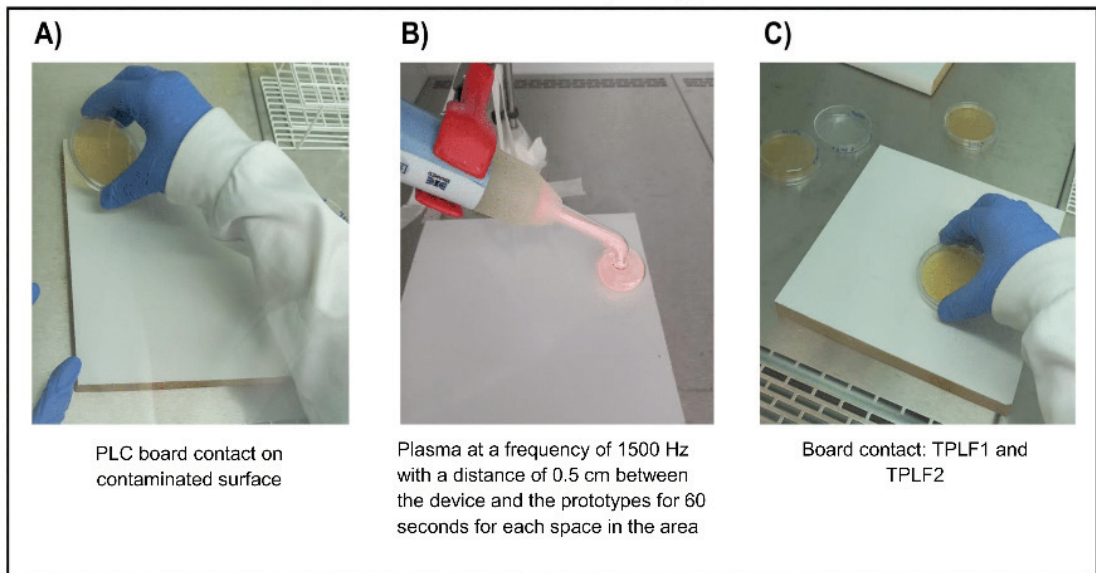 A)
B)
C)
PLC board contact on
contaminated surface
Plasma at a frequency of 1500 Hz
with a distance of 0.5 cm between
the device and the prototypes for 60
seconds for each space in the area
Board contact: TPLF1 and
TPLF2